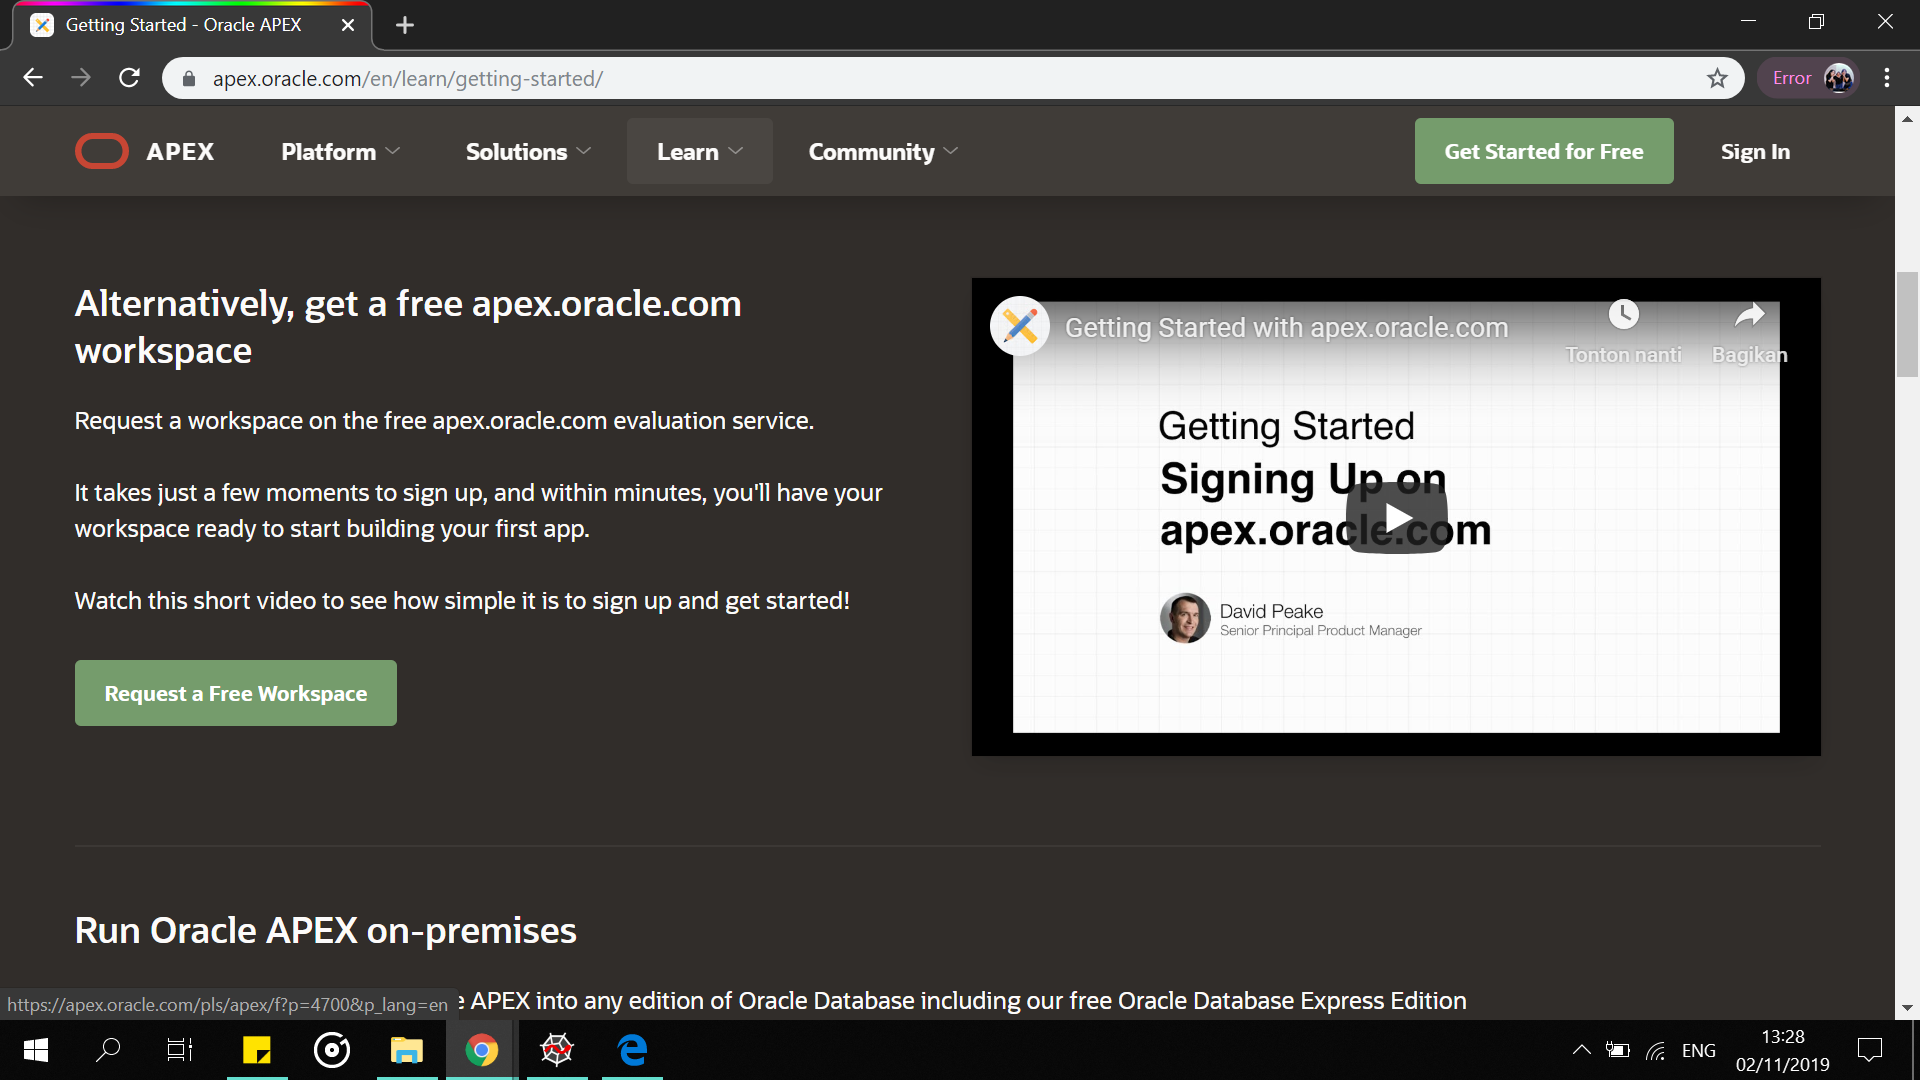 Getting Started - Oracle APEX
apex.oracle.com/en/learn/getting-started/
Error
APEX
Platform
Solutions
Learn
Community
Get Started for Free
Sign In
Alternatively, get a free apex.oracle.com
workspace
Request a workspace on the free apex.oracle.com evaluation service.
It takes just a few moments to sign up, and within minutes, you'll have your
workspace ready to start building your first app.
Watch this short video to see how simple it is to sign up and get started!
Request a Free Workspace
Getting Started with apex.oracle.com
Tonton nanti
Bagikan
Getting Started
Signing Up on
apex.oracle.com
David Peake
Senior Principal Product Manager
Run Oracle APEX on-premises
e APEX into any edition of Oracle Database including our free Oracle Database Express Edition
https://apex.oracle.com/pls/apex/f?p=4700&p_lang=en
ENG
13:28
02/11/2019